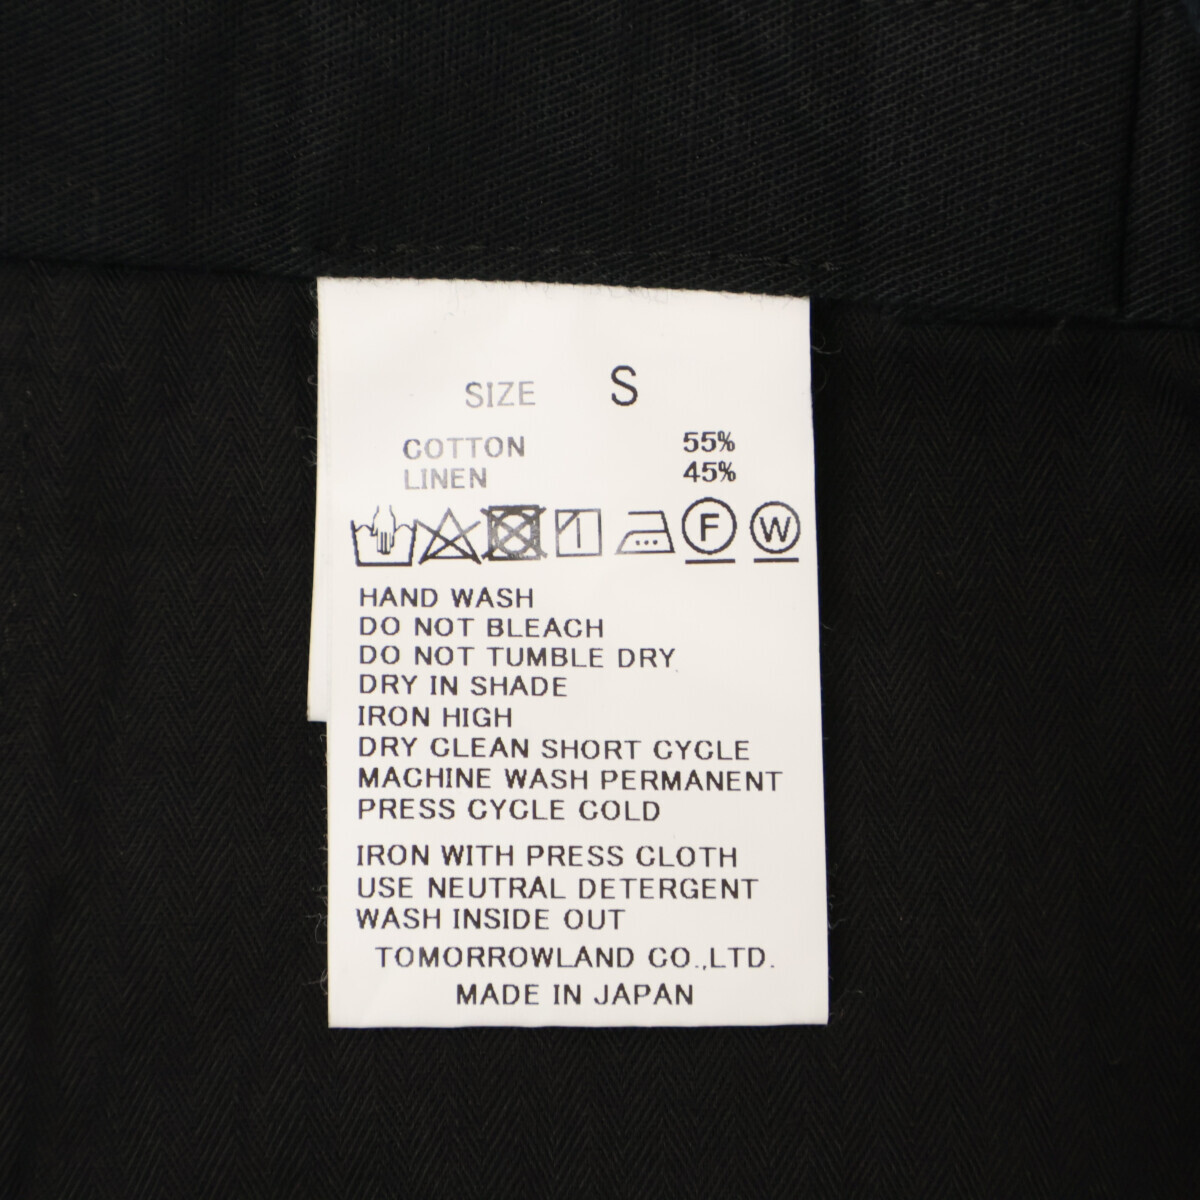 SIZE S
COTTON 55%
LINEN 45%
F W
HAND WASH
DO NOT BLEACH
DO NOT TUMBLE DRY
DRY IN SHADE
IRON HIGH
DRY CLEAN SHORT CYCLE
MACHINE WASH PERMANENT
PRESS CYCLE COLD
IRON WITH PRESS CLOTH
USE NEUTRAL DETERGENT
WASH INSIDE OUT
TOMORROWLAND CO.,LTD.
MADE IN JAPAN